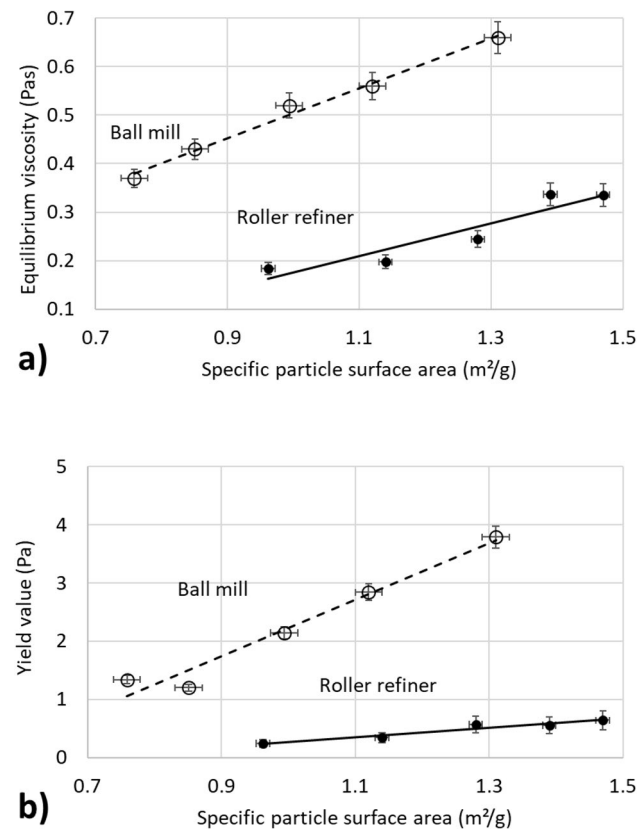 0.7
0.6
0.5
0.4
0.3
0.2
0.1
Equilibrium viscosity (Pas)
Ball mill
Roller refiner
0.7 0.9 1.1 1.3 1.5
a) Specific particle surface area (m²/g)
5
4
3
2
1
0
Yield value (Pa)
Ball mill
Roller refiner
0.7 0.9 1.1 1.3 1.5
b) Specific particle surface area (m²/g)